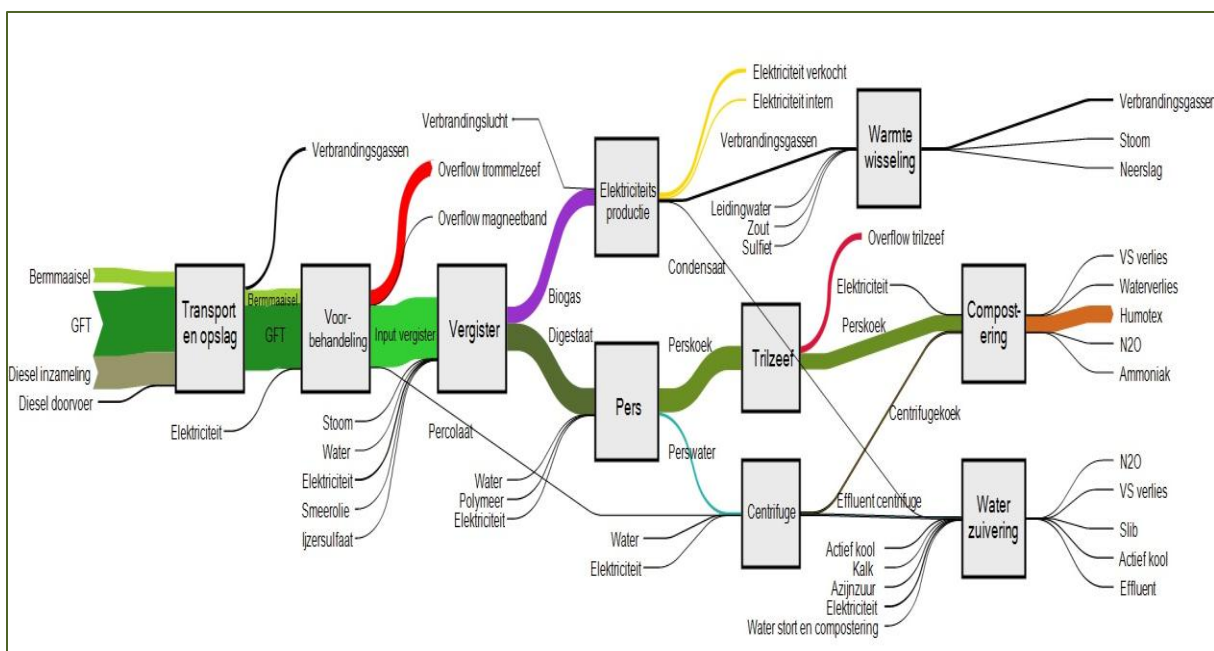 Bermmaaisel
GFT
Diesel inzameling
Diesel doorvoer
Transport
en opslag
Verbrandingsgassen
Bermmaaisel
GFT
Elektriciteit
Voor-
behandeling
Overflow trommelzeef
Overflow magneetband
Input vergister
Percolaat
Stoom
Water
Elektriciteit
Smeerolie
Ijzersulfaat
Vergister
Biogas
Digestaat
Verbrandingslucht
Elektriciteits
productie
Elektriciteit verkocht
Elektriciteit intern
Verbrandingsgassen
Condensaat
Leidingwater
Zout
Sulfiet
Warmte
wisseling
Verbrandingsgassen
Stoom
Neerslag
Water
Polymeer
Elektriciteit
Pers
Perskoek
Perswater
Trilzeef
Overflow trilzeef
Perskoek
Water
Elektriciteit
Centrifuge
Centrifugekoek
Effluent centrifuge
Elektriciteit
Compost-
ering
VS verlies
Waterverlies
Humotex
N2O
Ammoniak
Actief kool
Kalk
Azijnzuur
Elektriciteit
Water stort en compostering
Water
zuivering
N2O
VS verlies
Slib
Actief kool
Effluent